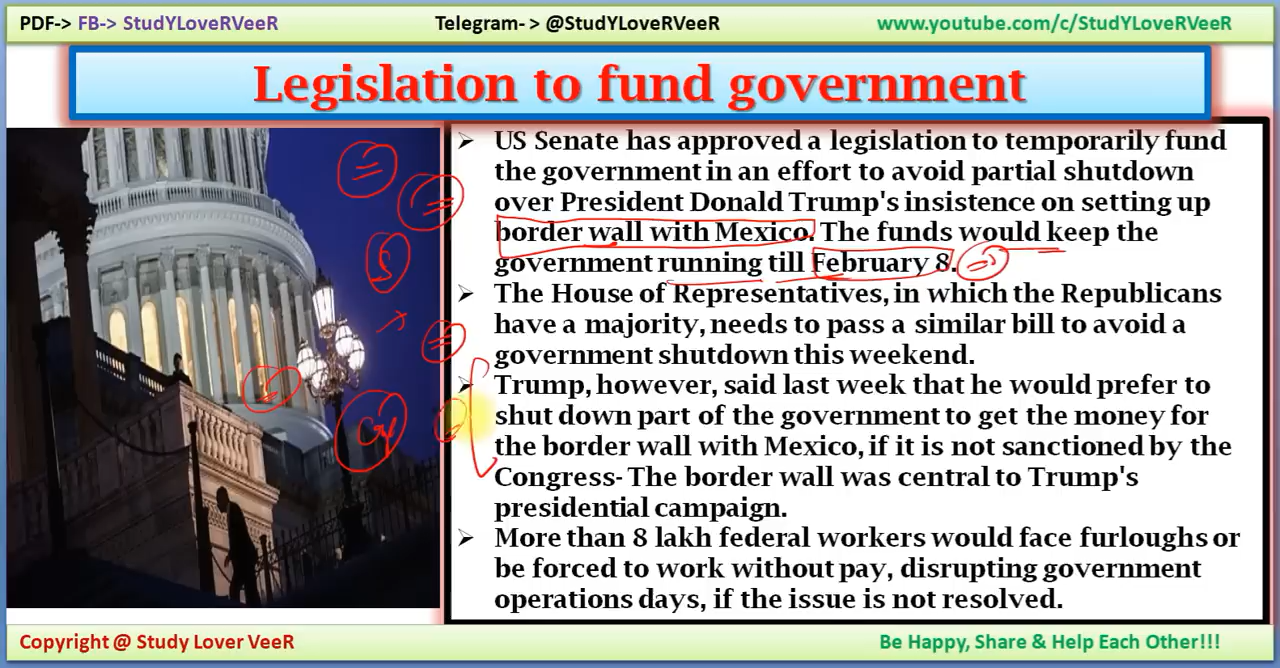 PDF-> FB-> StudYLoveRVeeR Telegram- > @StudYLoveRVeeR www.youtube.com/c/StudYLoveRVeeR
Legislation to fund government
➢ US Senate has approved a legislation to temporarily fund
the government in an effort to avoid partial shutdown
over President Donald Trump's insistence on setting up
border wall with Mexico. The funds would keep the
government running till February 8.
➢ The House of Representatives, in which the Republicans
have a majority, needs to pass a similar bill to avoid a
government shutdown this weekend.
➢ Trump, however, said last week that he would prefer to
shut down part of the government to get the money for
the border wall with Mexico, if it is not sanctioned by the
Congress- The border wall was central to Trump's
presidential campaign.
➢ More than 8 lakh federal workers would face furloughs or
be forced to work without pay, disrupting government
operations days, if the issue is not resolved.
Copyright @ Study Lover VeeR Be Happy, Share & Help Each Other!!!